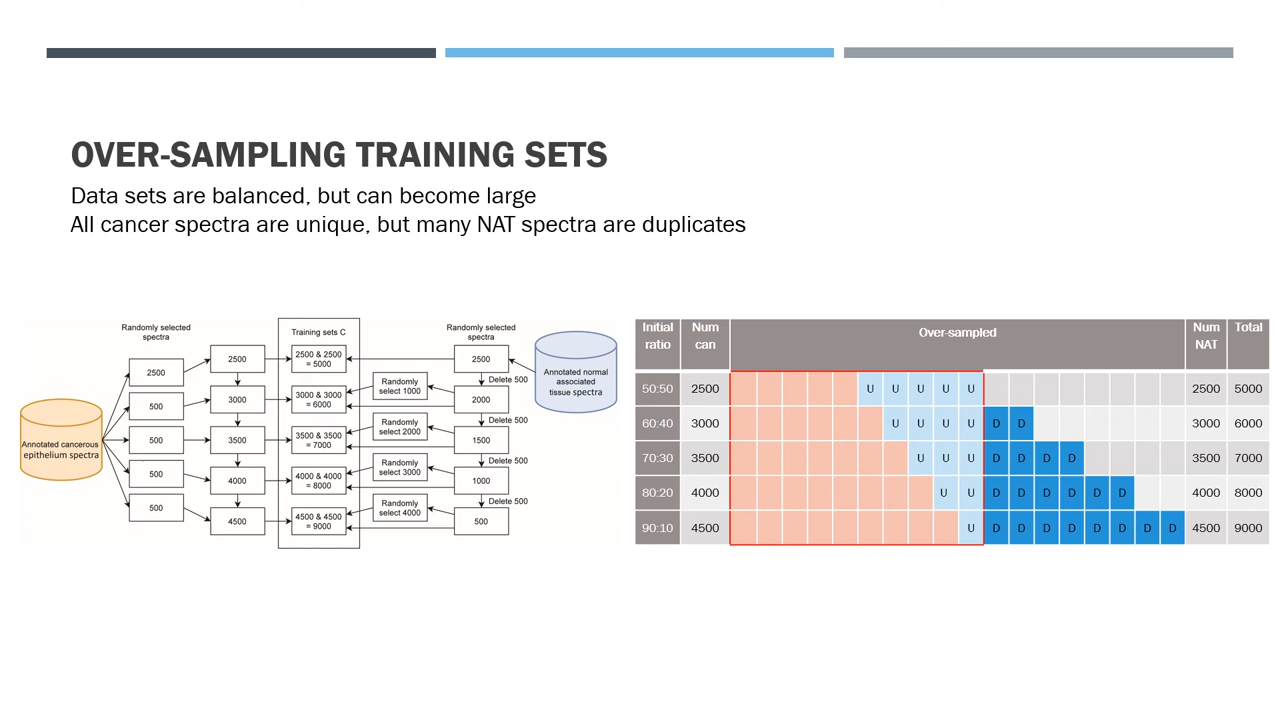 OVER-SAMPLING TRAINING SETS
Data sets are balanced, but can become large
All cancer spectra are unique, but many NAT spectra are duplicates
Randomly selected
spectra
Training sets C
Randomly selected
spectra
Annotated cancerous
epithelium spectra
2500
500
500
500
500
2500
3000
3500
4000
4500
2500 & 2500
= 5000
3000 & 3000
= 6000
3500 & 3500
= 7000
4000 & 4000
= 8000
4500 & 4500
= 9000
Randomly
select 1000
Randomly
select 2000
Randomly
select 3000
Randomly
select 4000
2500
Delete 500
2000
Delete 500
1500
Delete 500
1000
Delete 500
500
Annotated normal
associated
tissue spectra
Initial
ratio
Num
can
Over-sampled
Num
NAT
Total
50:50 2500 U U U U U 2500 5000
60:40 3000 U U U U D D 3000 6000
70:30 3500 U U U D D D D 3500 7000
80:20 4000 U U D D D D D D 4000 8000
90:10 4500 U D D D D D D D D 4500 9000